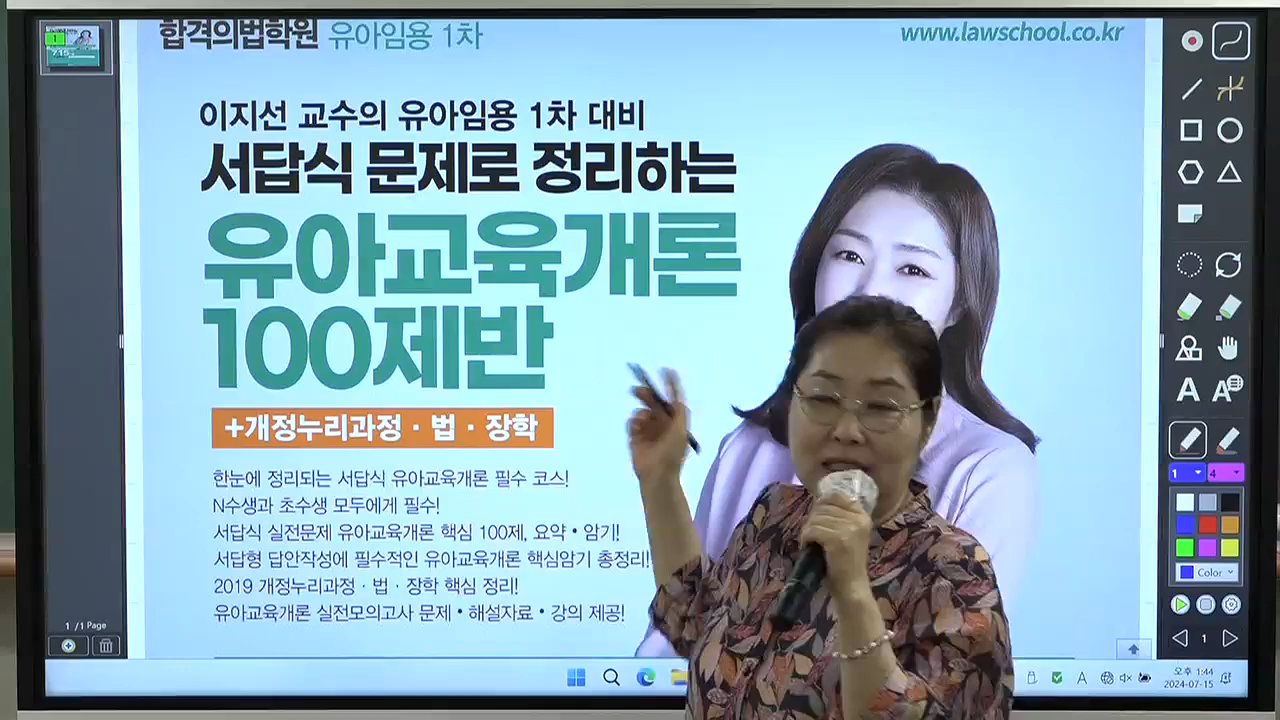 합격의법학원 유아임용 1차
www.lawschool.co.kr
이지선 교수의 유아임용 1차 대비
서답식 문제로 정리하는
유아교육개론
100제반
+개정누리과정 · 법 · 장학
한눈에 정리되는 서답식 유아교육개론 필수 코스!
N수생과 초수생 모두에게 필수!
서답식 실전문제 유아교육개론 핵심 100제, 요약 • 암기!
서답형 답안작성에 필수적인 유아교육개론 핵심암기 총정리!
2019 개정누리과정 · 법 · 장학 핵심 정리!
유아교육개론 실전모의고사 문제 • 해설자료 • 강의 제공!
1
1 /1 Page
A
A
1
4
Color
1
A
오후 1:44
2024-07-15